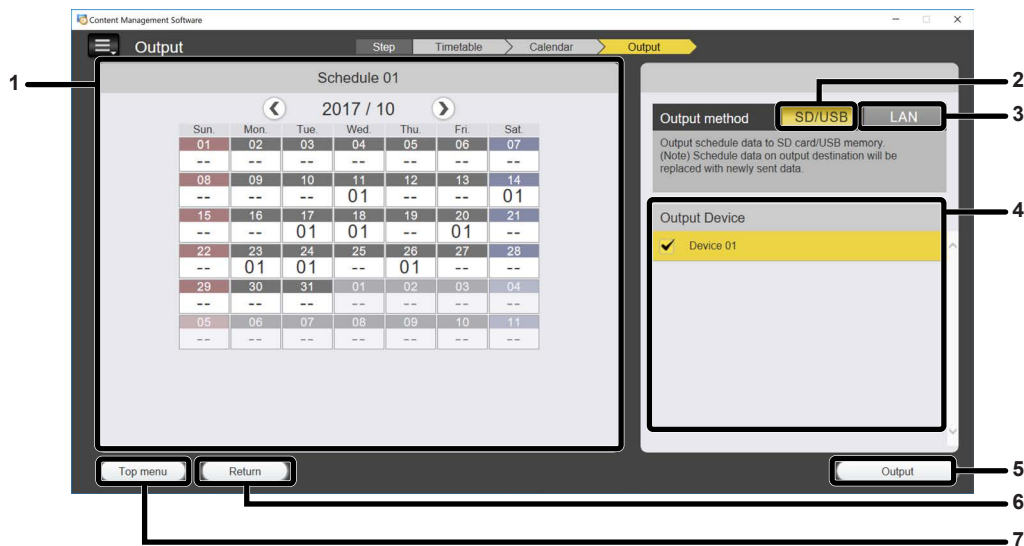 Content Management Software
Output
Step
Timetable
Calendar
Output
1
Schedule 01
2017 / 10
Sun. Mon. Tue. Wed. Thu. Fri. Sat.
01 02 03 04 05 06 07
-- -- -- -- -- -- --
08 09 10 11 12 13 14
-- -- -- 01 -- -- 01
15 16 17 18 19 20 21
-- -- 01 01 -- 01 --
22 23 24 25 26 27 28
-- 01 01 -- 01 -- --
29 30 31 01 02 03 04
-- -- -- -- -- -- --
05 06 07 08 09 10 11
-- -- -- -- -- -- --
2
Output method
SD/USB
LAN
3
Output schedule data to SD card/USB memory.
(Note) Schedule data on output destination will be
replaced with newly sent data.
4
Output Device
Device 01
Top menu
Return
Output
5
6
7